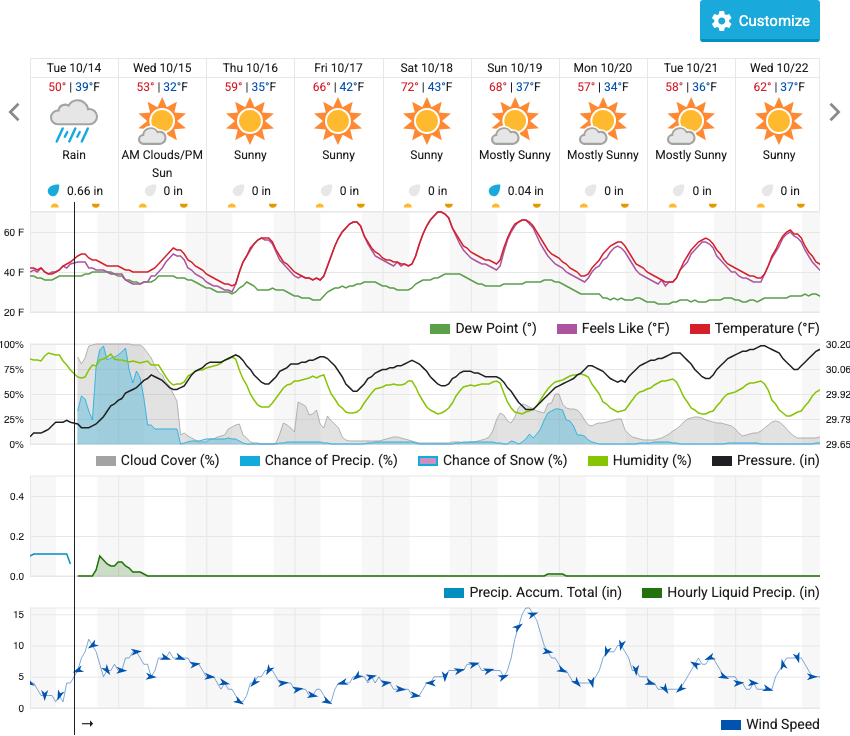 Customize
Tue 10/14 Wed 10/15 Thu 10/16 Fri 10/17 Sat 10/18 Sun 10/19 Mon 10/20 Tue 10/21 Wed 10/22
50° | 39°F 53° | 32°F 59° | 35°F 66° | 42°F 72° | 43°F 68° | 37°F 57° | 34°F 58° | 36°F 62° | 37°F
Rain AM Clouds/PM Sunny Sunny Sunny Mostly Sunny Mostly Sunny Mostly Sunny Sunny
Sun
0.66 in 0 in 0 in 0 in 0 in 0.04 in 0 in 0 in 0 in
60 F
40 F
20 F
Dew Point (°) Feels Like (°F) Temperature (°F)
100% 30.20
75% 30.06
50% 29.92
25% 29.79
0% 29.65
Cloud Cover (%) Chance of Precip. (%) Chance of Snow (%) Humidity (%) Pressure. (in)
0.4
0.2
0.0
Precip. Accum. Total (in) Hourly Liquid Precip. (in)
15
10
5
0
Wind Speed